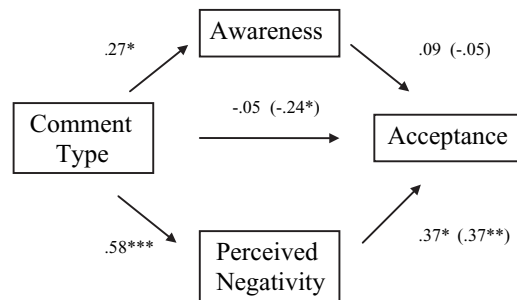 Awareness
.27*
.09 (-.05)
-.05 (-.24*)
Comment
Type
Acceptance
.58***
Perceived
Negativity
.37* (.37**)